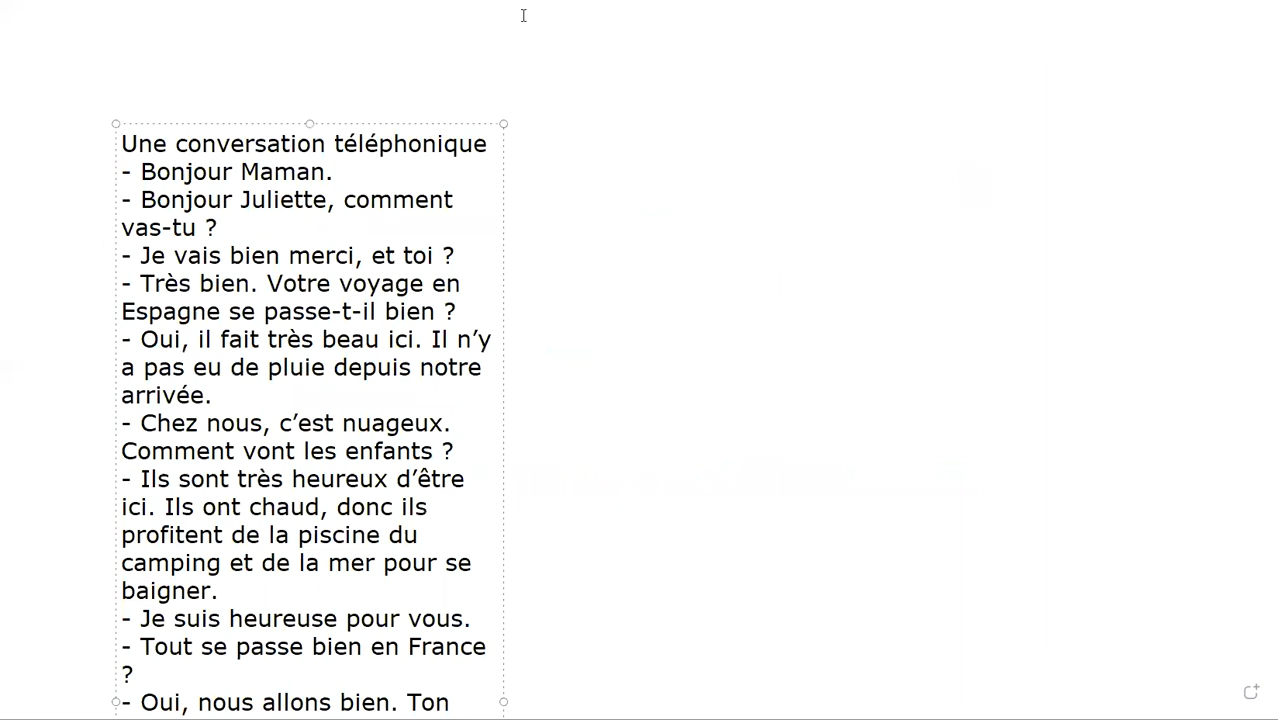 Une conversation téléphonique
- Bonjour Maman.
- Bonjour Juliette, comment
vas-tu ?
- Je vais bien merci, et toi ?
- Très bien. Votre voyage en
Espagne se passe-t-il bien ?
- Oui, il fait très beau ici. Il n’y
a pas eu de pluie depuis notre
arrivée.
- Chez nous, c’est nuageux.
Comment vont les enfants ?
- Ils sont très heureux d’être
ici. Ils ont chaud, donc ils
profitent de la piscine du
camping et de la mer pour se
baigner.
- Je suis heureuse pour vous.
- Tout se passe bien en France
?
- Oui, nous allons bien. Ton